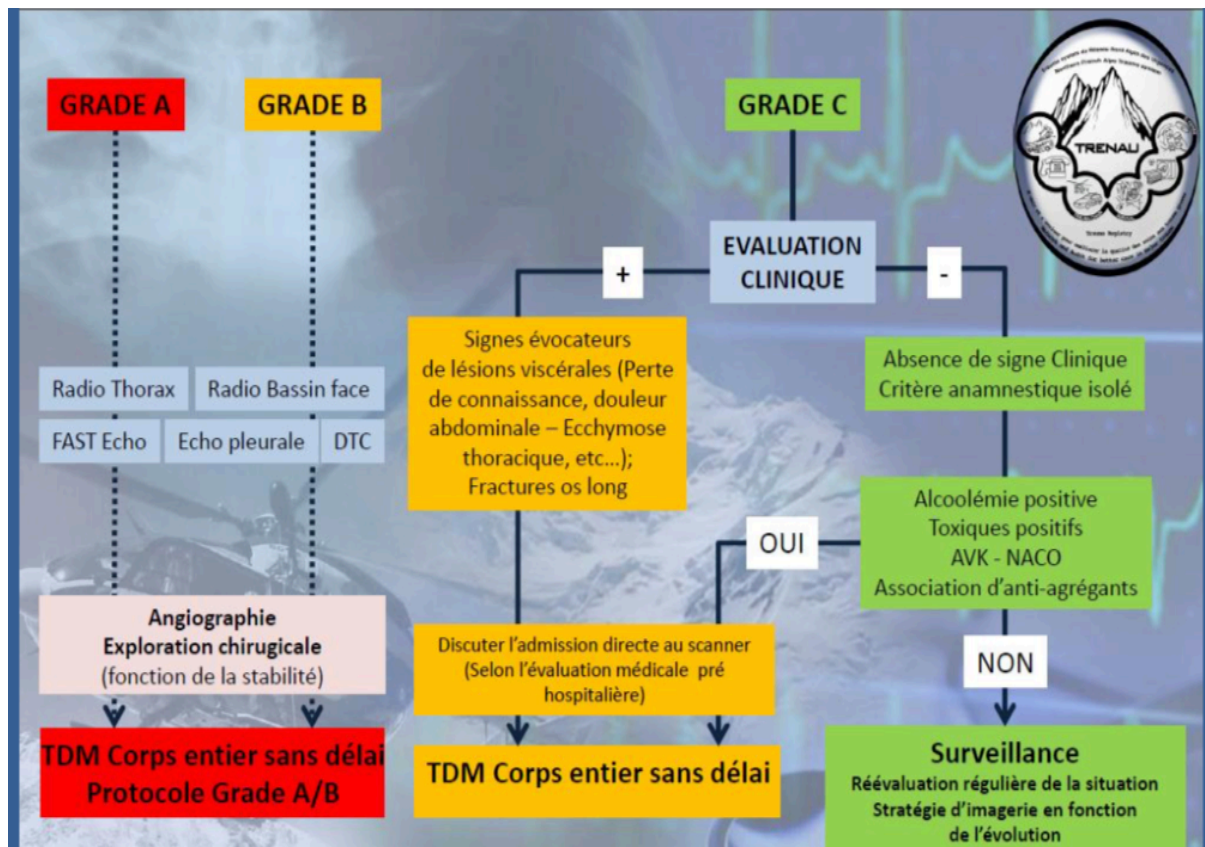 GRADE A
GRADE B
GRADE C
TRENAU
EVALUATION
CLINIQUE
+
-
Signes évocateurs
de lésions viscérales (Perte
de connaissance, douleur
abdominale – Ecchymose
thoracique, etc...);
Fractures os long
Absence de signe Clinique
Critère anamnestique isolé
Radio Thorax
Radio Bassin face
FAST Echo
Echo pleurale
DTC
Alcoolémie positive
Toxiques positifs
AVK - NACO
Association d'anti-agrégants
OUI
NON
Angiographie
Exploration chirugicale
(fonction de la stabilité)
Discuter l'admission directe au scanner
(Selon l'évaluation médicale pré
hospitalière)
TDM Corps entier sans délai
Protocole Grade A/B
TDM Corps entier sans délai
Surveillance
Réévaluation régulière de la situation
Stratégie d'imagerie en fonction
de l'évolution